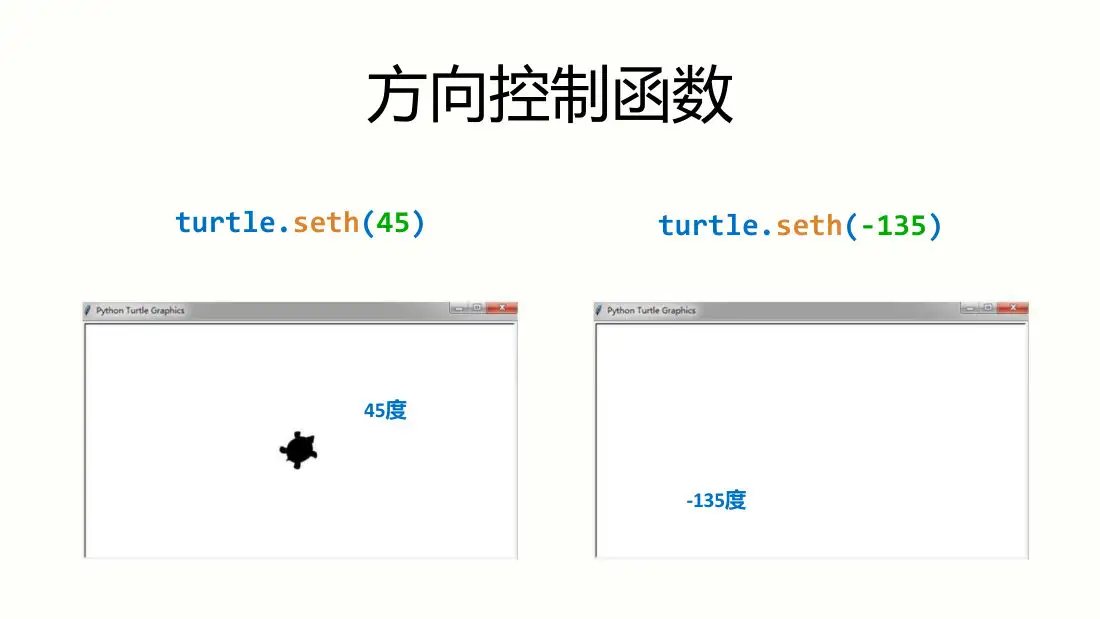 方向控制函数
turtle.seth(45)
turtle.seth(-135)
Python Turtle Graphics
Python Turtle Graphics
45度
-135度